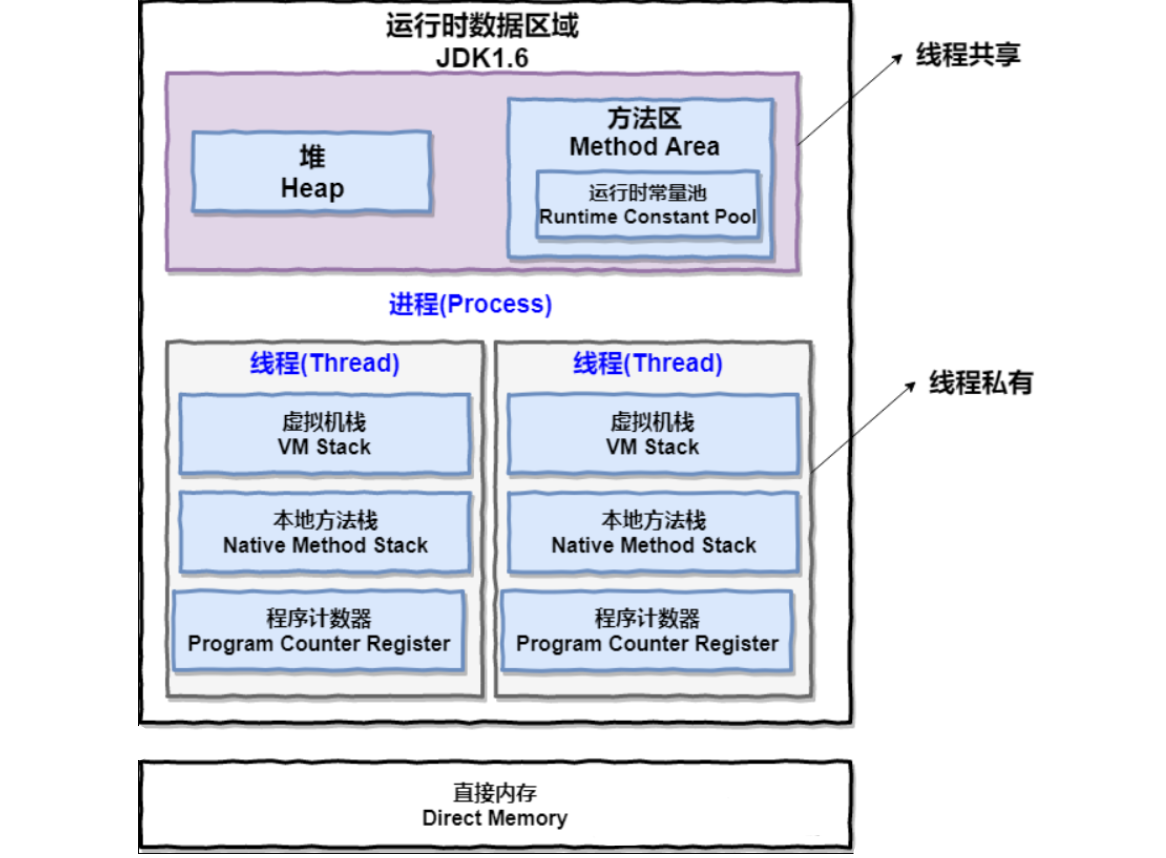 运行时数据区域
JDK1.6
线程共享
堆
Heap
方法区
Method Area
运行时常量池
Runtime Constant Pool
进程(Process)
线程(Thread)
虚拟机栈
VM Stack
本地方法栈
Native Method Stack
程序计数器
Program Counter Register
线程(Thread)
虚拟机栈
VM Stack
本地方法栈
Native Method Stack
程序计数器
Program Counter Register
线程私有
直接内存
Direct Memory